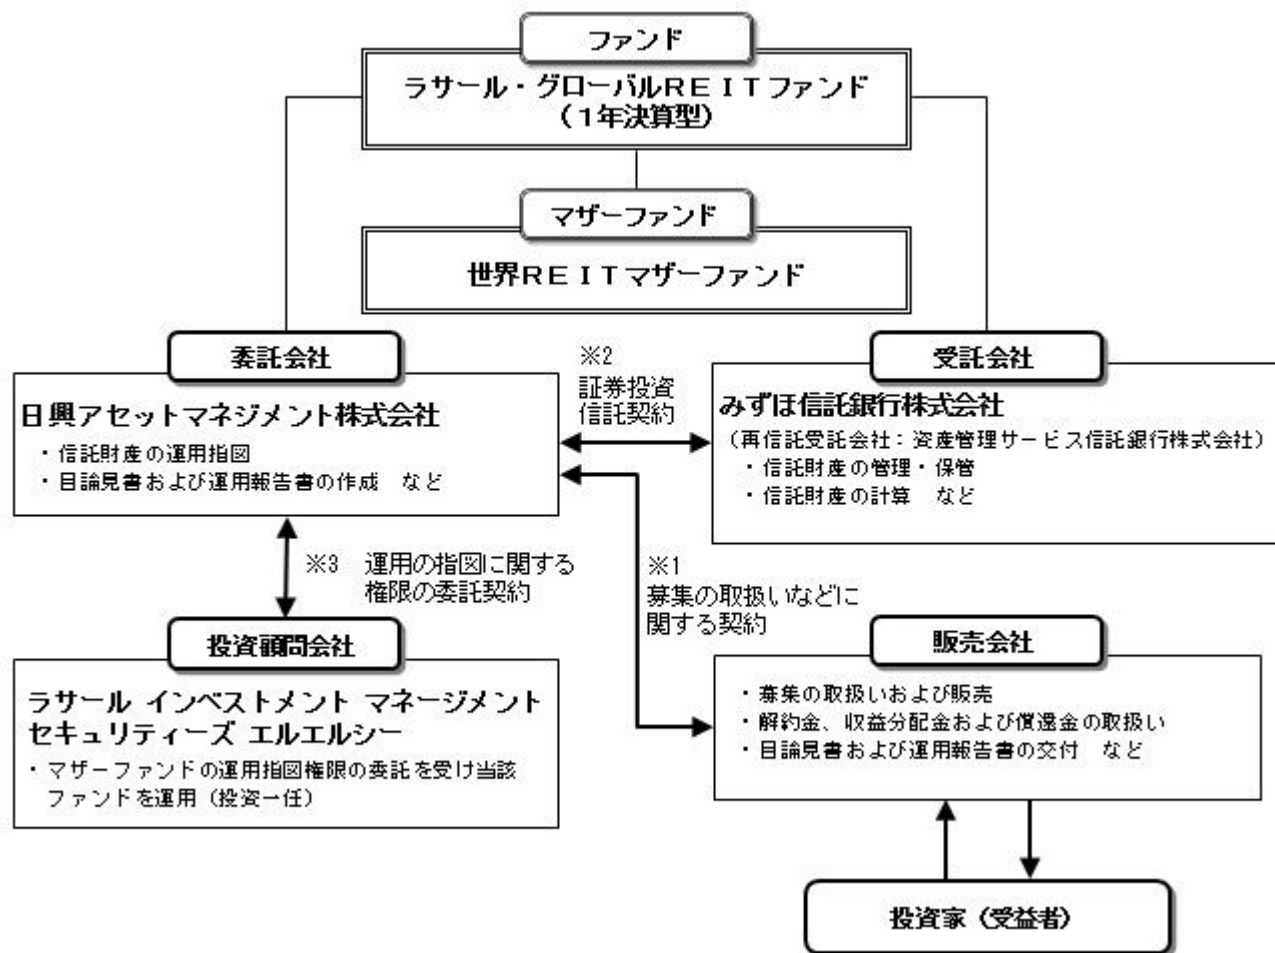 ファンド
ラサール・グローバルＲＥＩＴファンド
（１年決算型）
マザーファンド
世界ＲＥＩＴマザーファンド
委託会社
日興アセットマネジメント株式会社
・信託財産の運用指図
・目論見書および運用報告書の作成　など
※2
証券投資
信託契約
受託会社
みずほ信託銀行株式会社
（再信託受託会社：資産管理サービス信託銀行株式会社）
・信託財産の管理・保管
・信託財産の計算　など
※3　運用の指図に関する
権限の委託契約
※1
募集の取扱いなどに
関する契約
投資顧問会社
ラサール インベストメント マネージメント
セキュリティーズ エルエルシー
・マザーファンドの運用指図権限の委託を受け当該
ファンドを運用（投資一任）
販売会社
・募集の取扱いおよび販売
・解約金、収益分配金および償還金の取扱い
・目論見書および運用報告書の交付　など
投資家（受益者）